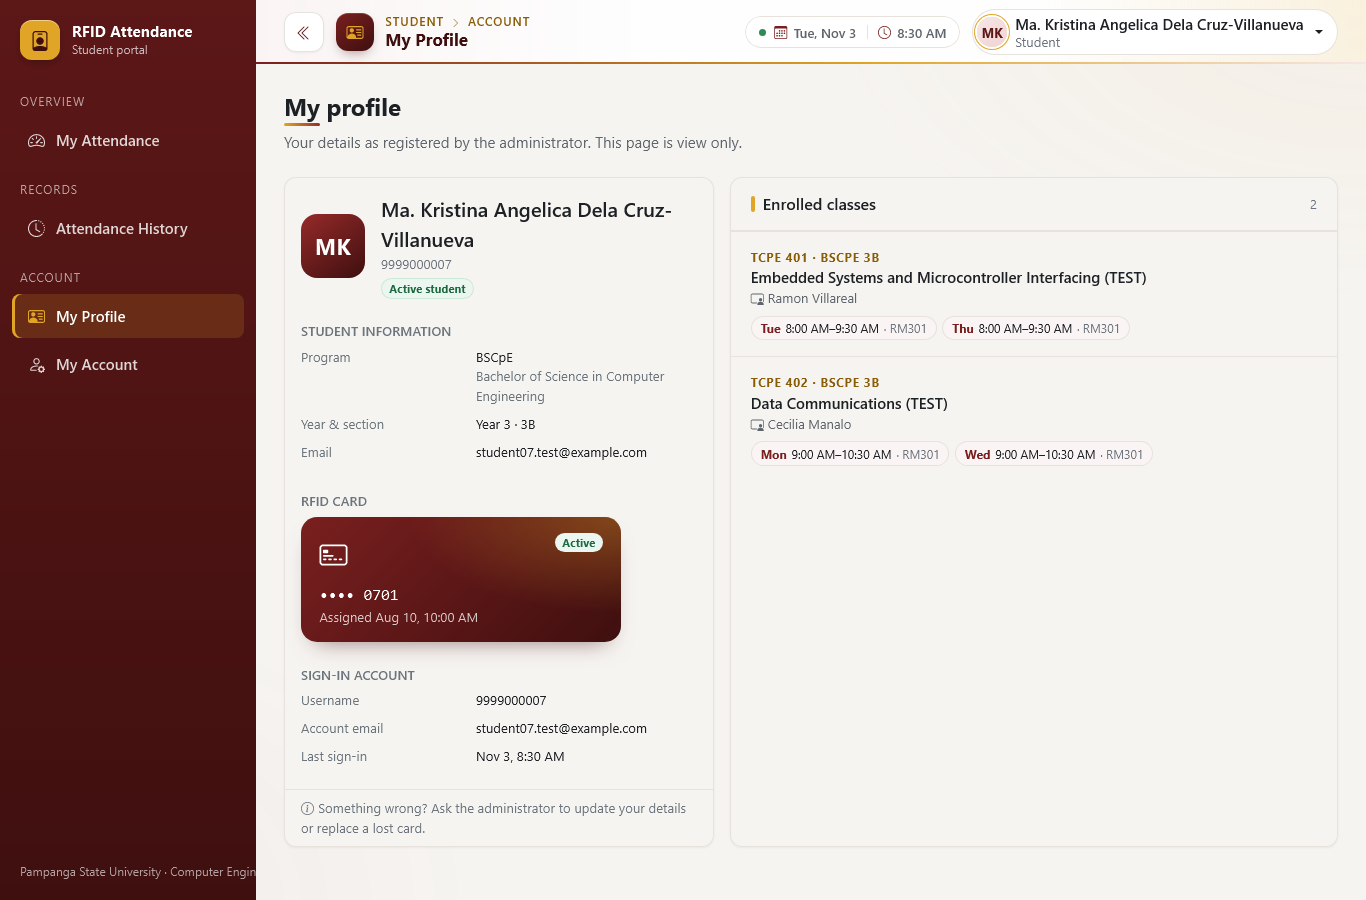 RFID Attendance
Student portal
OVERVIEW
My Attendance
RECORDS
Attendance History
ACCOUNT
My Profile
My Account
Pampanga State University · Computer Engin
STUDENT > ACCOUNT
My Profile
Tue, Nov 3
8:30 AM
MK
Ma. Kristina Angelica Dela Cruz-Villanueva
Student
My profile
Your details as registered by the administrator. This page is view only.
MK
Ma. Kristina Angelica Dela Cruz-
Villanueva
9999000007
Active student
STUDENT INFORMATION
Program BSCpE
Bachelor of Science in Computer
Engineering
Year & section Year 3 · 3B
Email student07.test@example.com
RFID CARD
Active
•••• 0701
Assigned Aug 10, 10:00 AM
SIGN-IN ACCOUNT
Username 9999000007
Account email student07.test@example.com
Last sign-in Nov 3, 8:30 AM
Something wrong? Ask the administrator to update your details
or replace a lost card.
Enrolled classes 2
TCPE 401 · BSCPE 3B
Embedded Systems and Microcontroller Interfacing (TEST)
Ramon Villareal
Tue 8:00 AM–9:30 AM · RM301 Thu 8:00 AM–9:30 AM · RM301
TCPE 402 · BSCPE 3B
Data Communications (TEST)
Cecilia Manalo
Mon 9:00 AM–10:30 AM · RM301 Wed 9:00 AM–10:30 AM · RM301